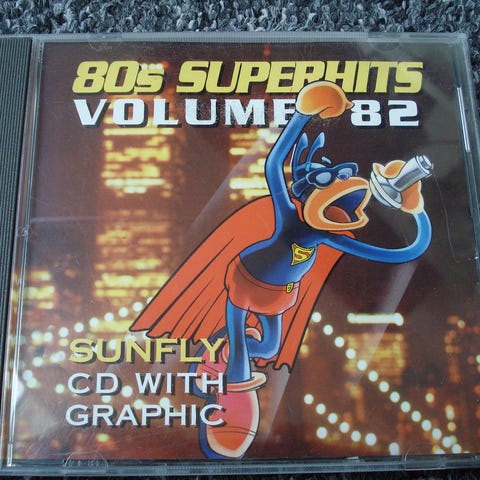 80s SUPERHITS
VOLUME 82
S
SUNFLY
CD WITH
GRAPHIC